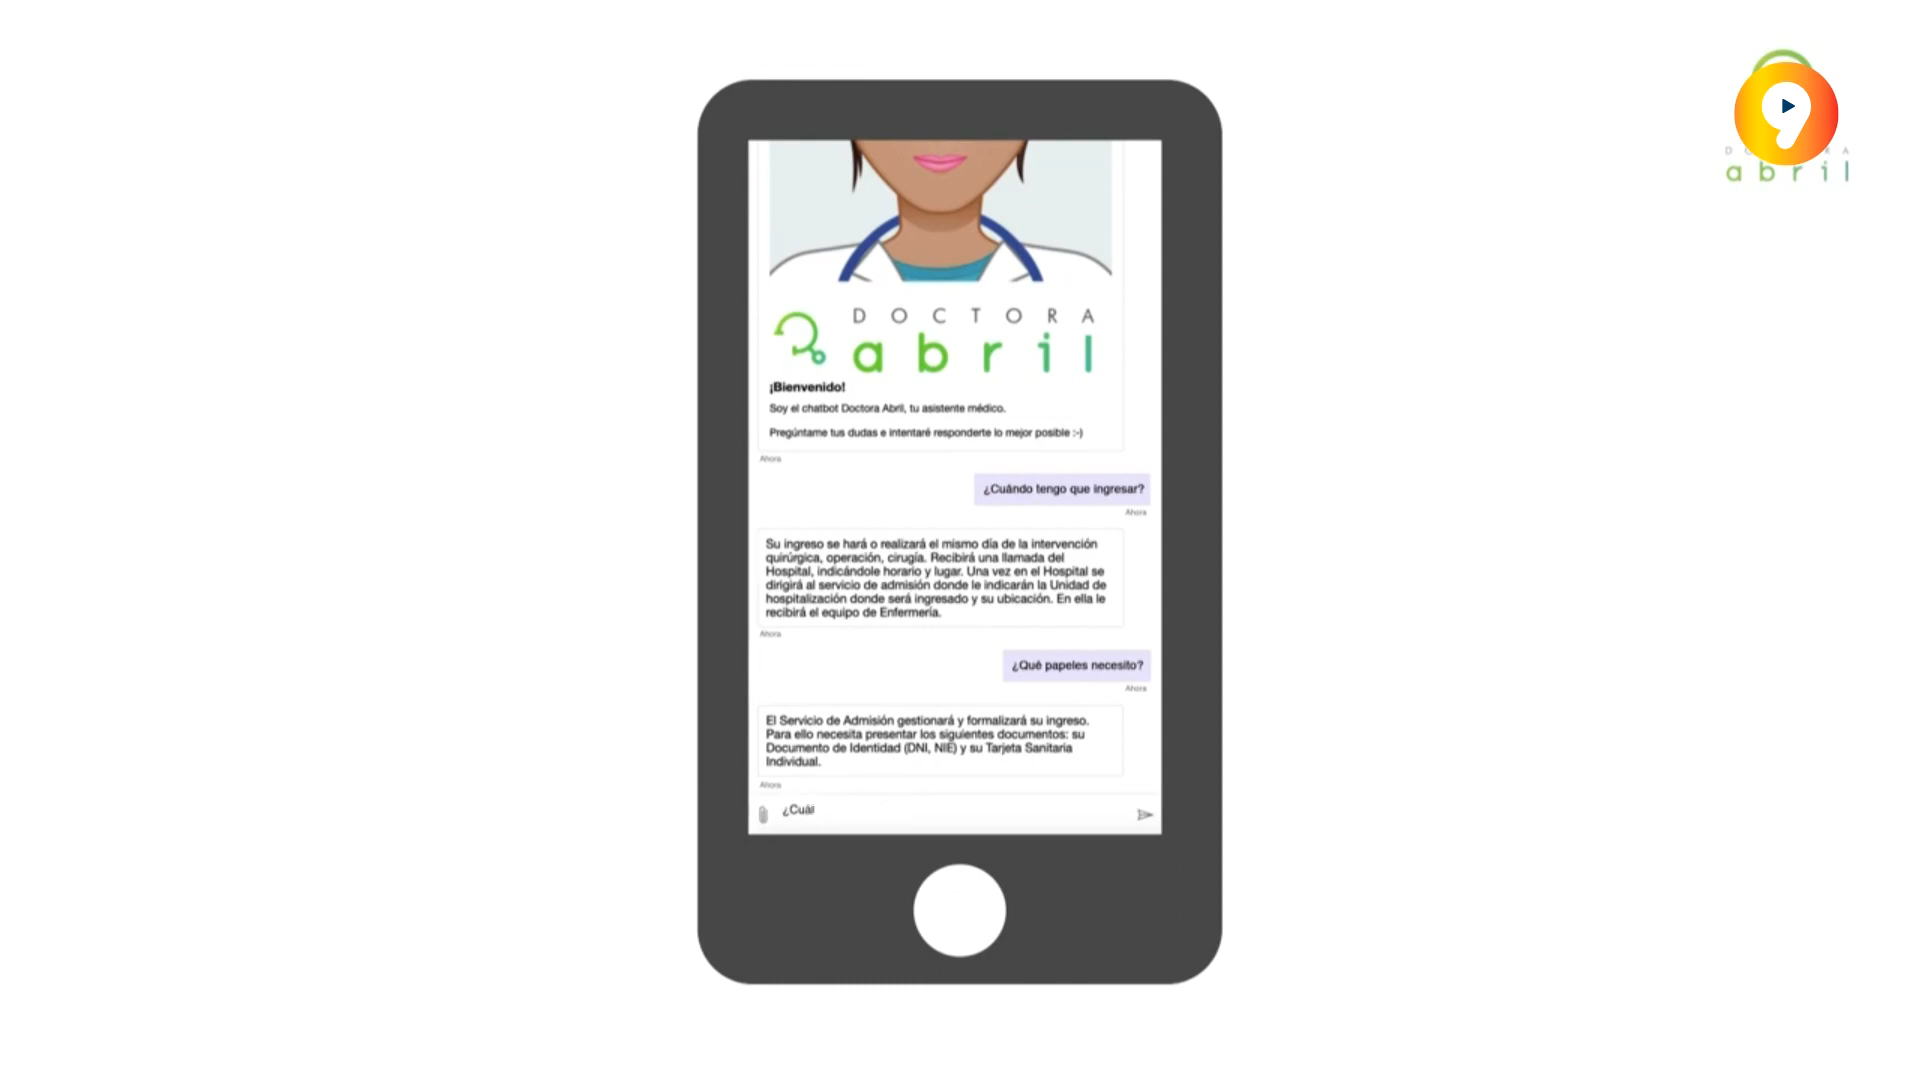 DOCTORA
abril
¡Bienvenido!
Soy el chatbot Doctora Abril, tu asistente médico.
Pregúntame tus dudas e intentaré responderte lo mejor posible :-)
Ahora
¿Cuándo tengo que ingresar?
Ahora
Su ingreso se hará o realizará el mismo día de la intervención
quirúrgica, operación, cirugía. Recibirá una llamada del
Hospital, indicándole horario y lugar. Una vez en el Hospital se
dirigirá al servicio de admisión donde le indicarán la Unidad de
hospitalización donde será ingresado y su ubicación. En ella le
recibirá el equipo de Enfermería.
Ahora
¿Qué papeles necesito?
Ahora
El Servicio de Admisión gestionará y formalizará su ingreso.
Para ello necesita presentar los siguientes documentos: su
Documento de Identidad (DNI, NIE) y su Tarjeta Sanitaria
Individual.
Ahora
9
abril